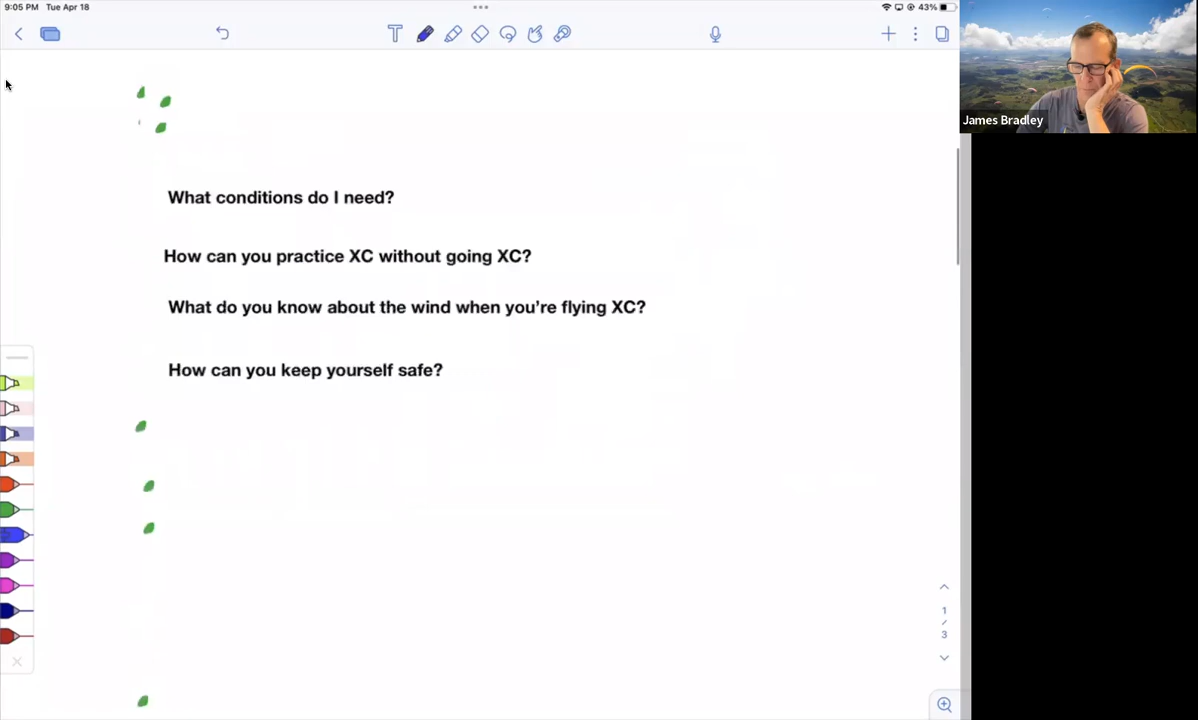 9:05 PM Tue Apr 18
43%
T
James Bradley
What conditions do I need?
How can you practice XC without going XC?
What do you know about the wind when you're flying XC?
How can you keep yourself safe?
1
/
3